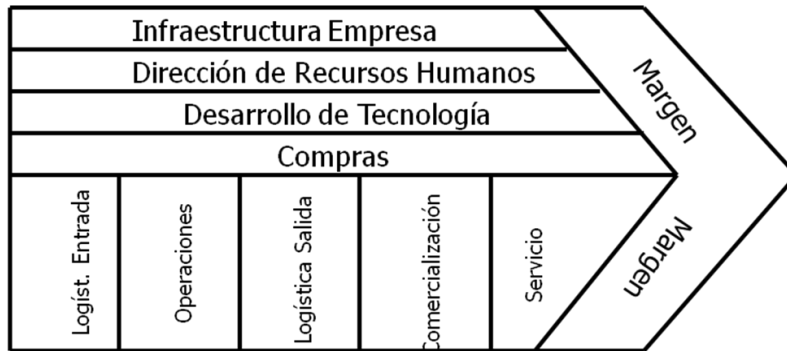 Infraestructura Empresa
Dirección de Recursos Humanos
Desarrollo de Tecnología
Compras
Margen
Margen
Logíst. Entrada
Operaciones
Logística Salida
Comercialización
Servicio